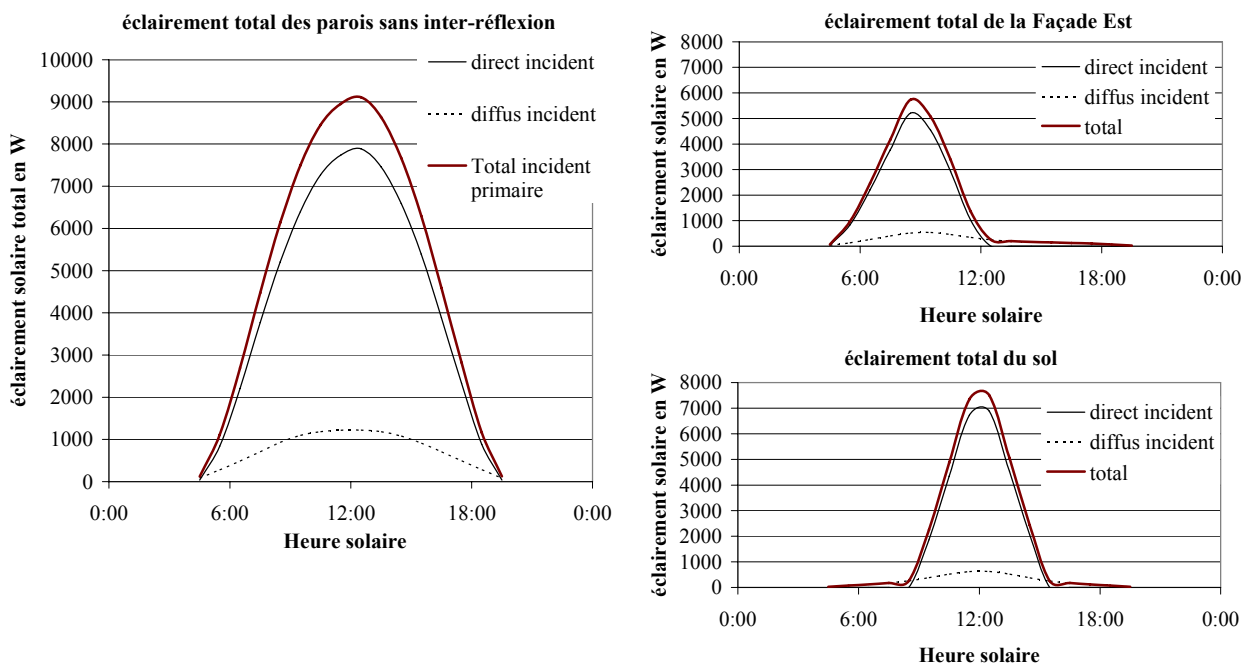 éclairement total des parois sans inter-réflexion
éclairement solaire total en W
10000
9000
8000
7000
6000
5000
4000
3000
2000
1000
0
direct incident
diffus incident
Total incident
primaire
0:00 6:00 12:00 18:00 0:00
Heure solaire
éclairement total de la Façade Est
éclairement solaire en W
8000
7000
6000
5000
4000
3000
2000
1000
0
direct incident
diffus incident
total
0:00 6:00 12:00 18:00 0:00
Heure solaire
éclairement total du sol
éclairement solaire en W
8000
7000
6000
5000
4000
3000
2000
1000
0
direct incident
diffus incident
total
0:00 6:00 12:00 18:00 0:00
Heure solaire